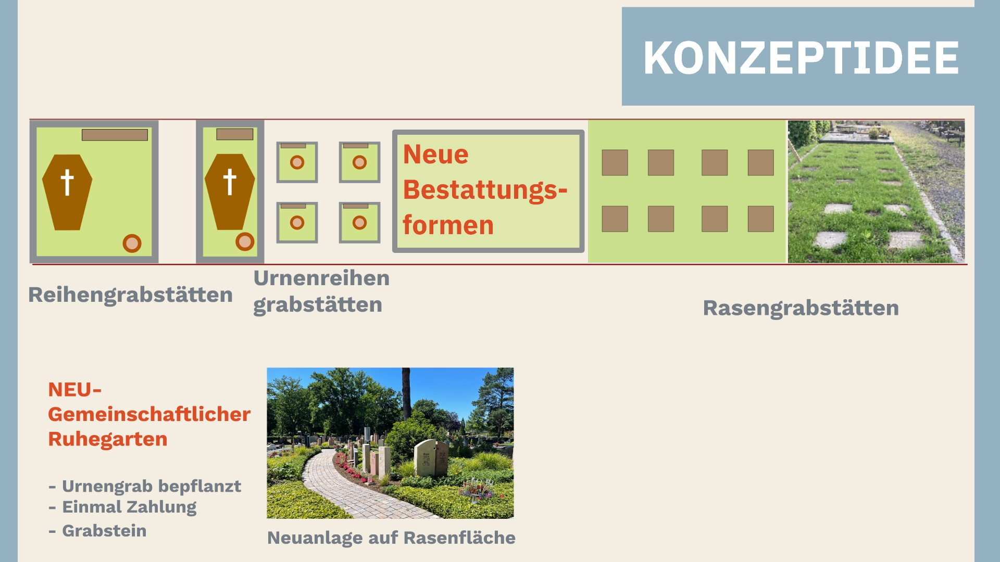 KONZEPTIDEE
Neue
Bestattungs-
formen
Reihengrabstätten
Urnenreihen
grabstätten
Rasengrabstätten
NEU-
Gemeinschaftlicher
Ruhegarten
- Urnengrab bepflanzt
- Einmal Zahlung
- Grabstein
Neuanlage auf Rasenfläche